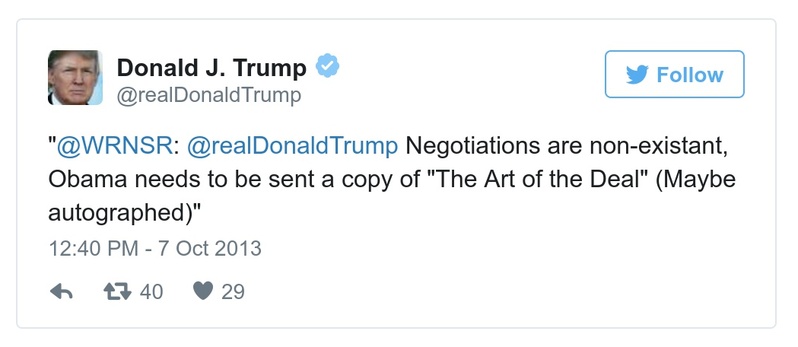 Donald J. Trump
@realDonaldTrump
Follow
"@WRNSR: @realDonaldTrump Negotiations are non-existant,
Obama needs to be sent a copy of "The Art of the Deal" (Maybe
autographed)"
12:40 PM - 7 Oct 2013
40 29